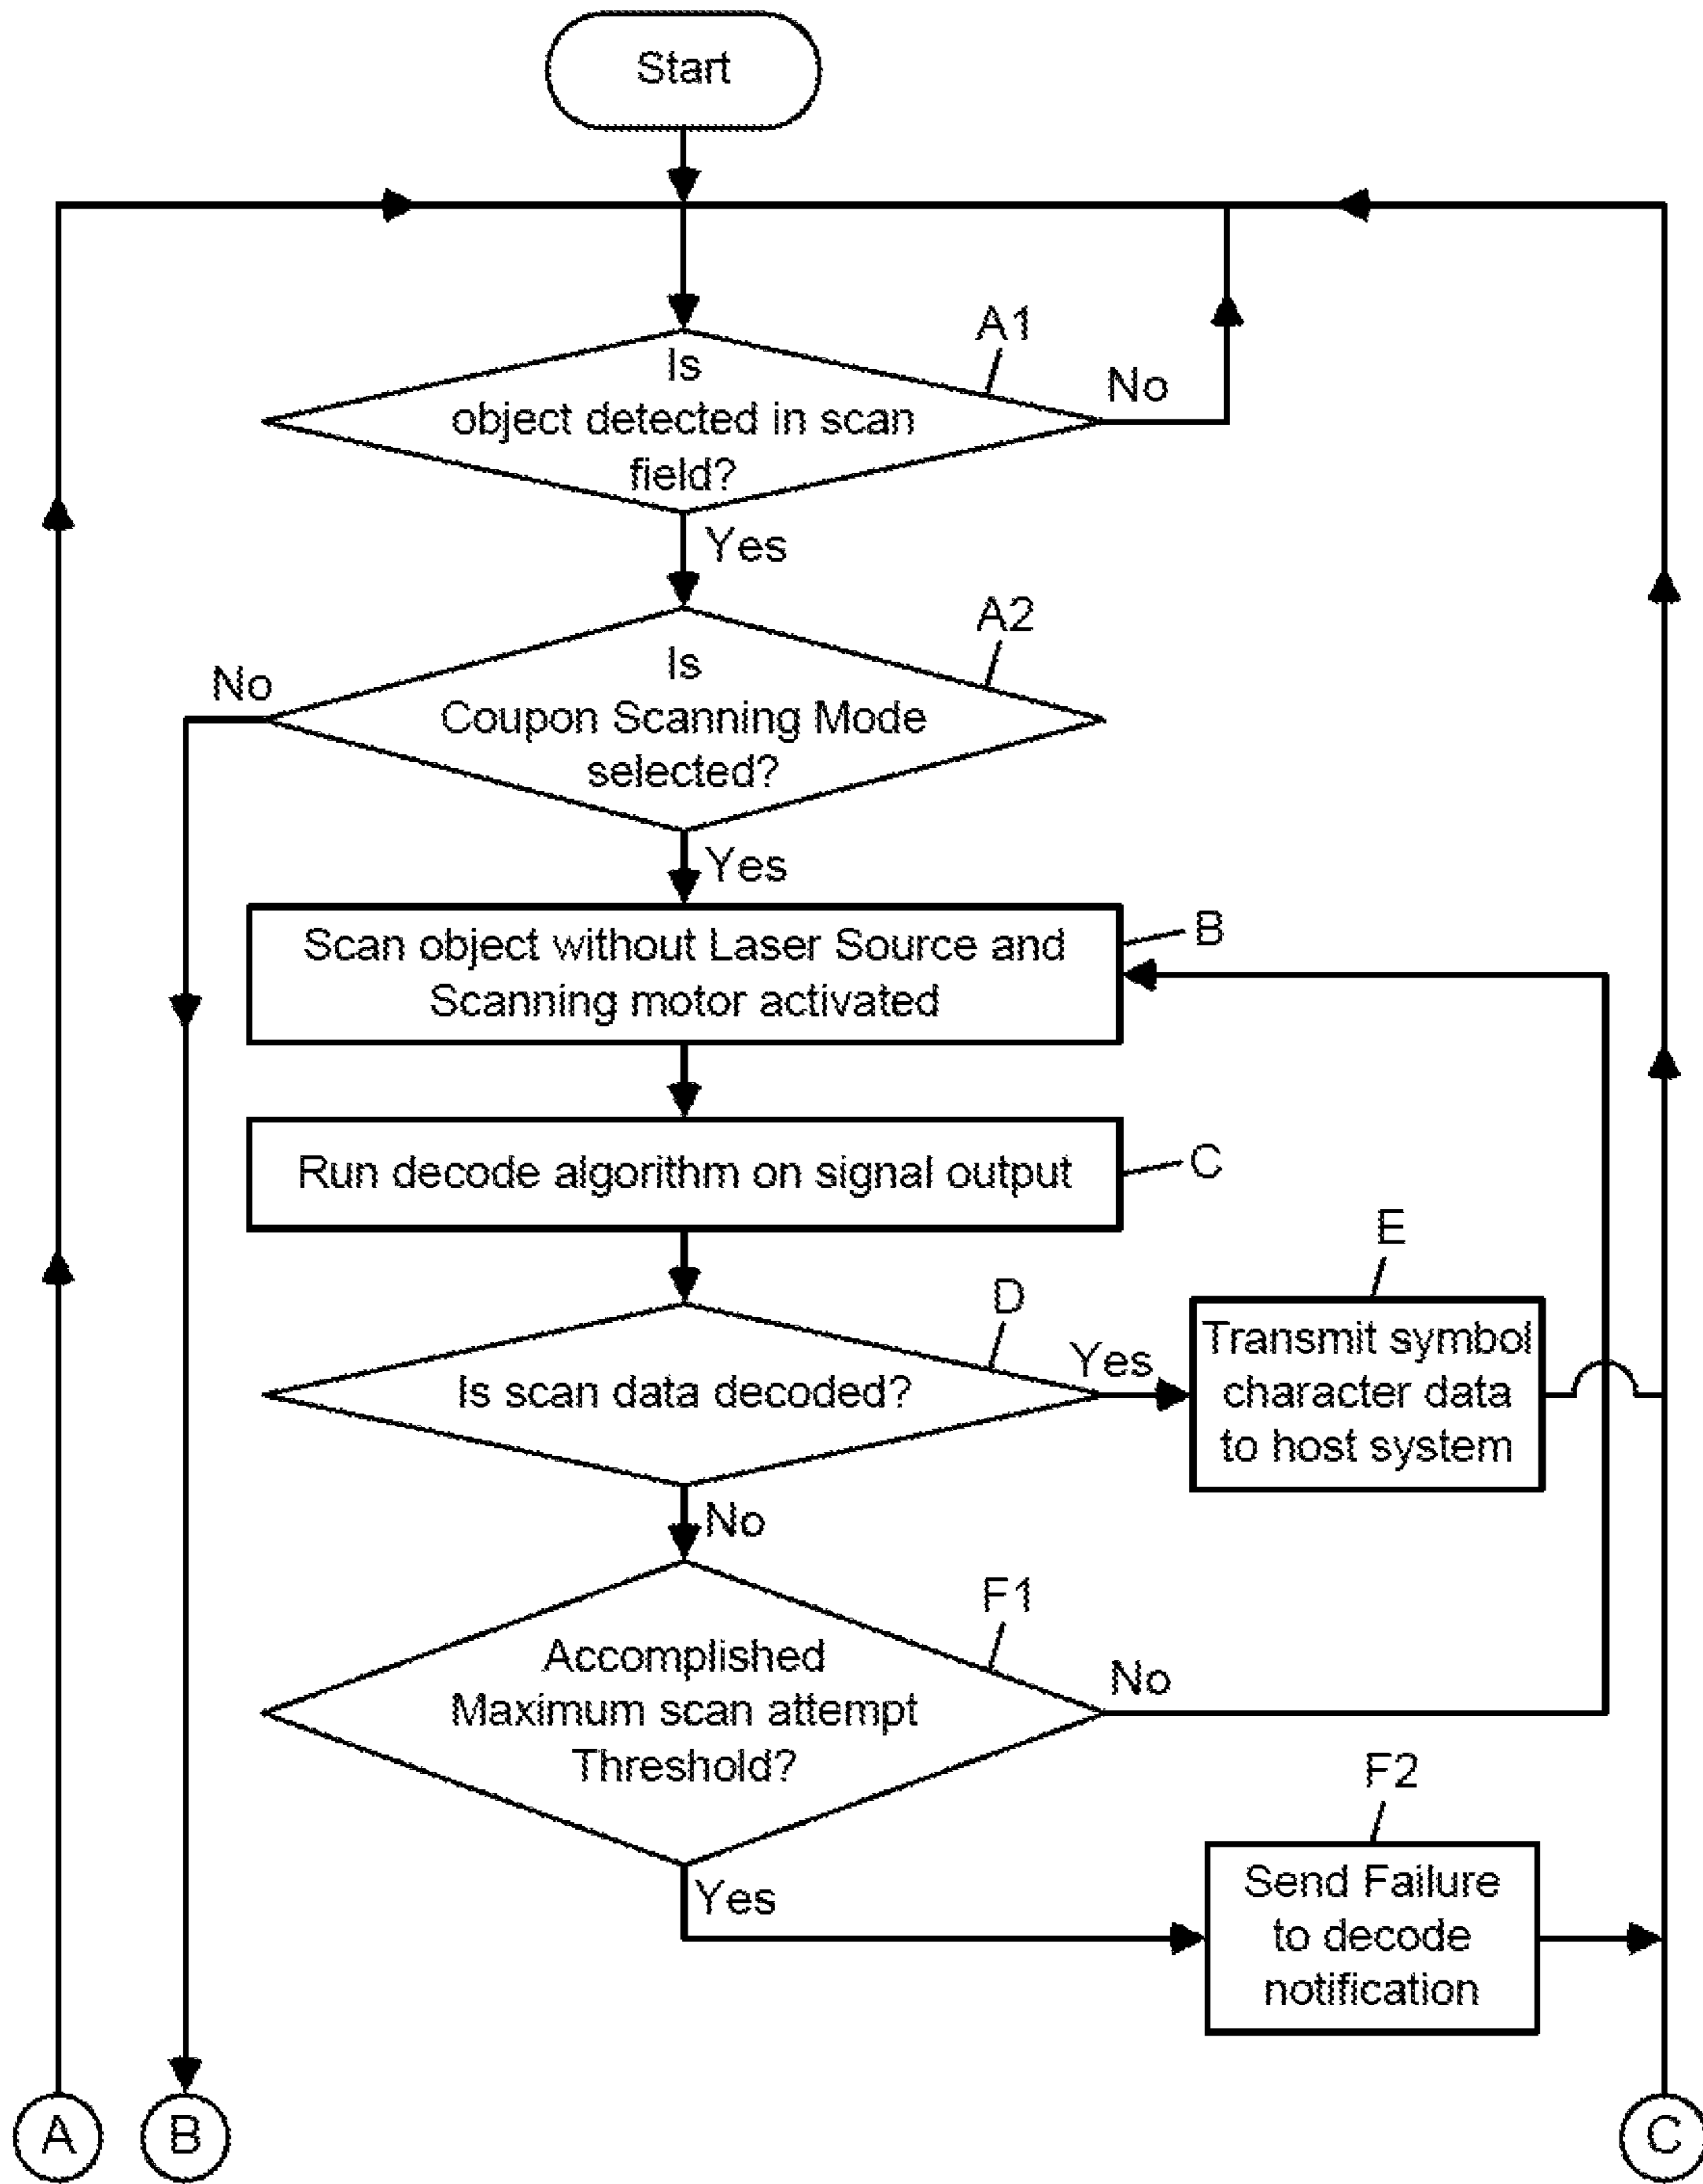 Start
A1
Is
object detected in scan
field?
No
Yes
A2
Is
Coupon Scanning Mode
selected?
No
Yes
Scan object without Laser Source and
Scanning motor activated
B
Run decode algorithm on signal output
C
D
Is scan data decoded?
Yes
E
Transmit symbol
character data
to host system
No
F1
Accomplished
Maximum scan attempt
Threshold?
No
Yes
F2
Send Failure
to decode
notification
A
B
C